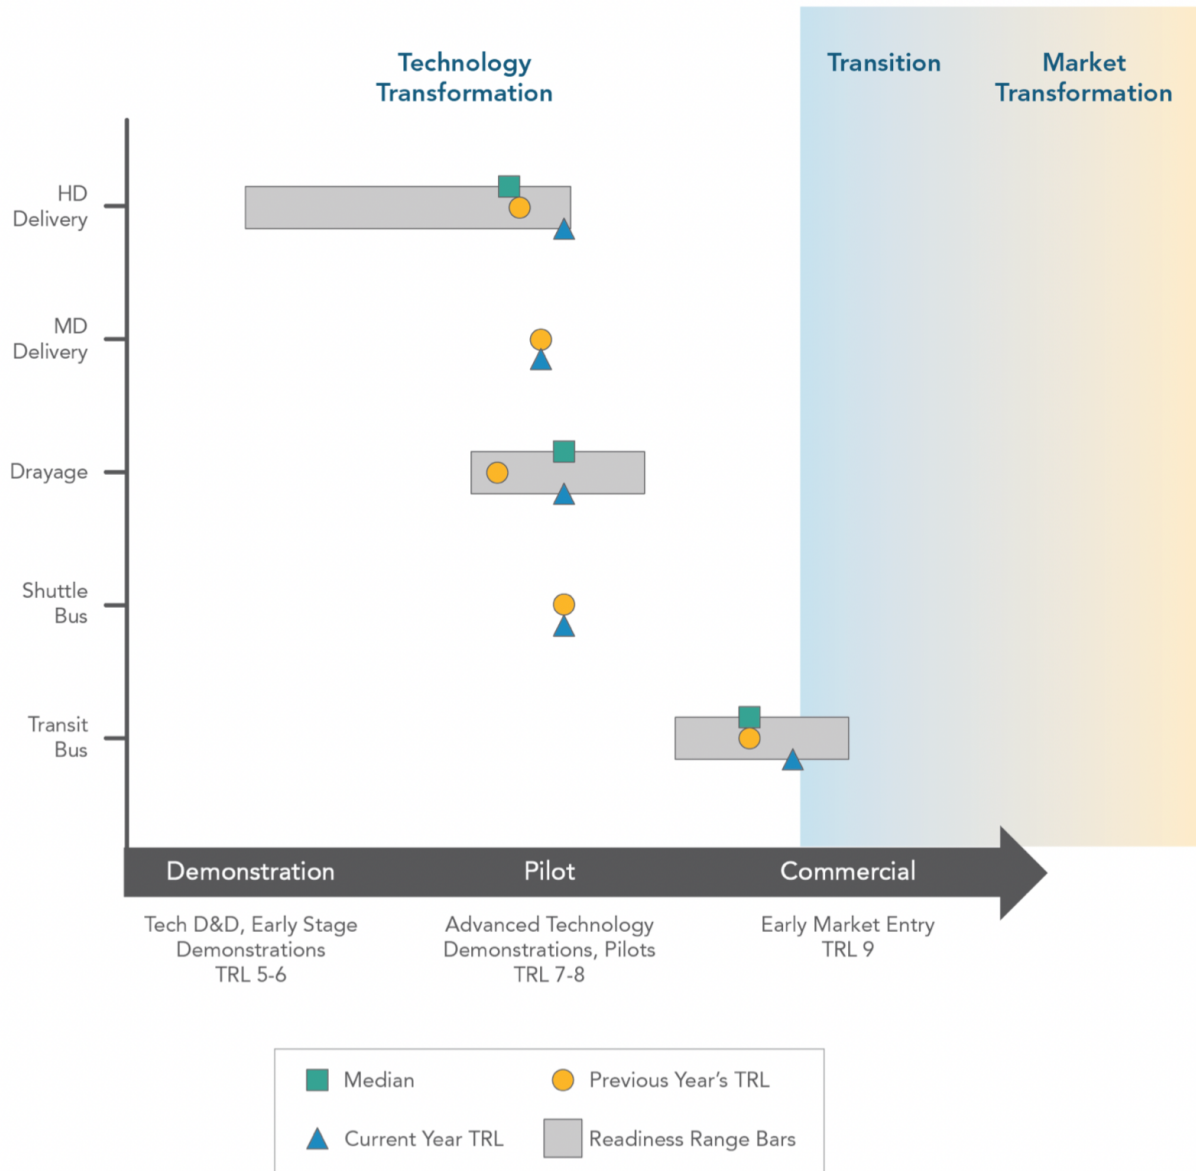 Technology
Transformation
Transition
Market
Transformation
HD
Delivery
MD
Delivery
Drayage
Shuttle
Bus
Transit
Bus
Demonstration
Pilot
Commercial
Tech D&D, Early Stage
Demonstrations
TRL 5-6
Advanced Technology
Demonstrations, Pilots
TRL 7-8
Early Market Entry
TRL 9
Median
Previous Year's TRL
Current Year TRL
Readiness Range Bars